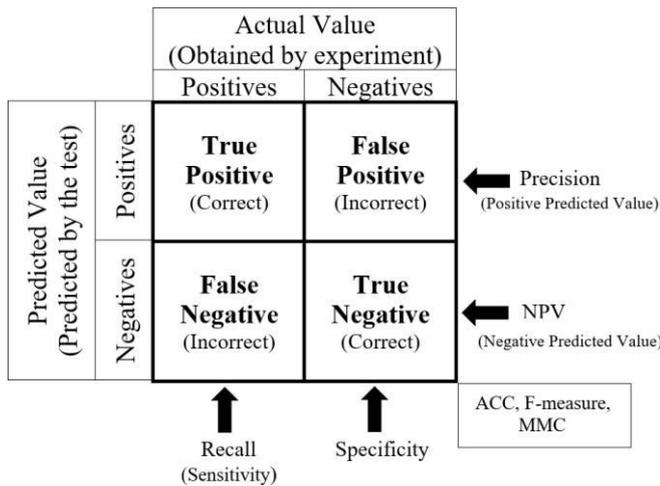 Actual Value
(Obtained by experiment)
Positives
Negatives
Predicted Value
(Predicted by the test)
Positives
True
Positive
(Correct)
False
Positive
(Incorrect)
Precision
(Positive Predicted Value)
Negatives
False
Negative
(Incorrect)
True
Negative
(Correct)
NPV
(Negative Predicted Value)
Recall
(Sensitivity)
Specificity
ACC, F-measure,
MMC